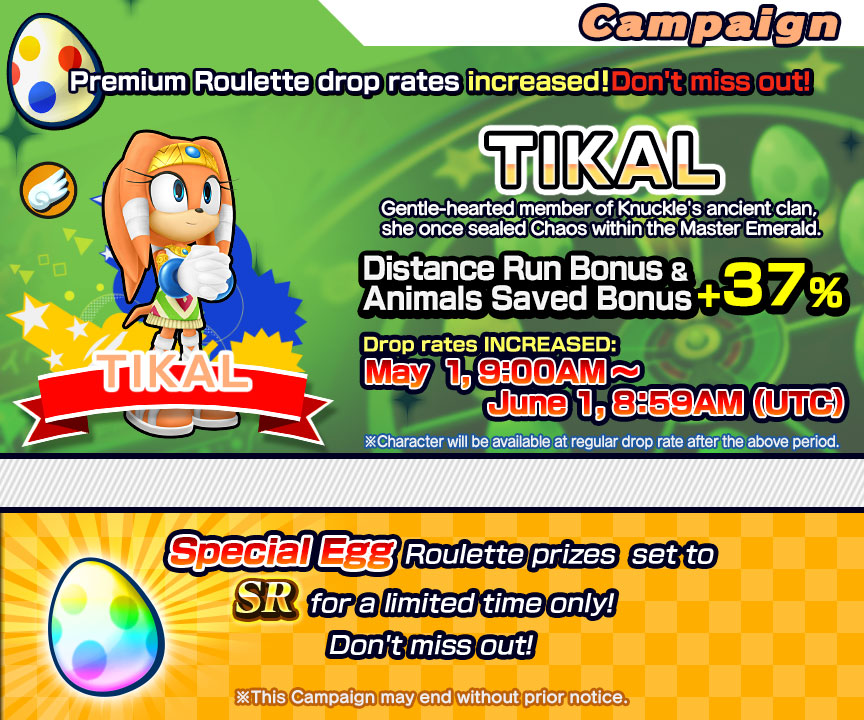 Campaign
Premium Roulette drop rates increased! Don't miss out!
TIKAL
Gentle-hearted member of Knuckle's ancient clan,
she once sealed Chaos within the Master Emerald.
Distance Run Bonus &
Animals Saved Bonus +37%
Drop rates INCREASED:
May 1, 9:00AM～
June 1, 8:59AM (UTC)
※Character will be available at regular drop rate after the above period.
TIKAL
Special Egg Roulette prizes set to
SR for a limited time only!
Don't miss out!
※This Campaign may end without prior notice.